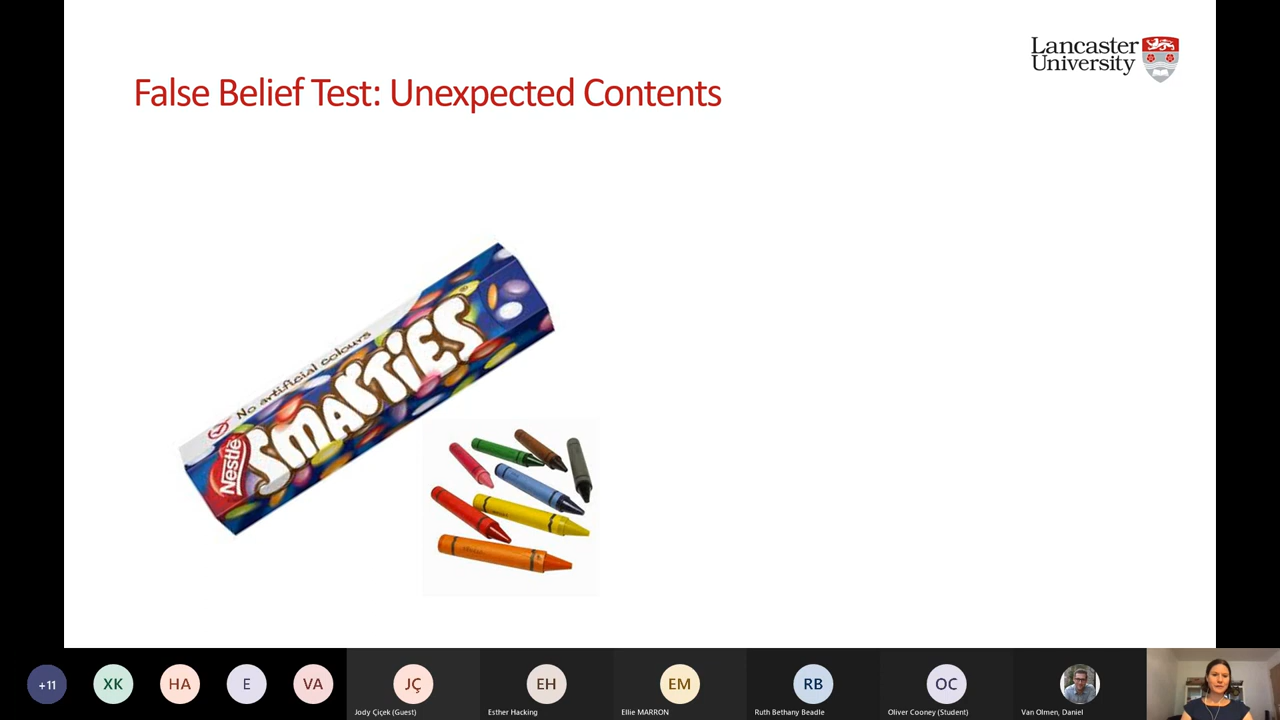 Lancaster
University
False Belief Test: Unexpected Contents
No artificial colours
SMARTIES
Nestlé
+11
XK
HA
E
VA
JÇ
EH
EM
RB
OC
Jody Çiçek (Guest)
Esther Hacking
Ellie MARRON
Ruth Bethany Beadle
Oliver Cooney (Student)
Van Olmen, Daniel